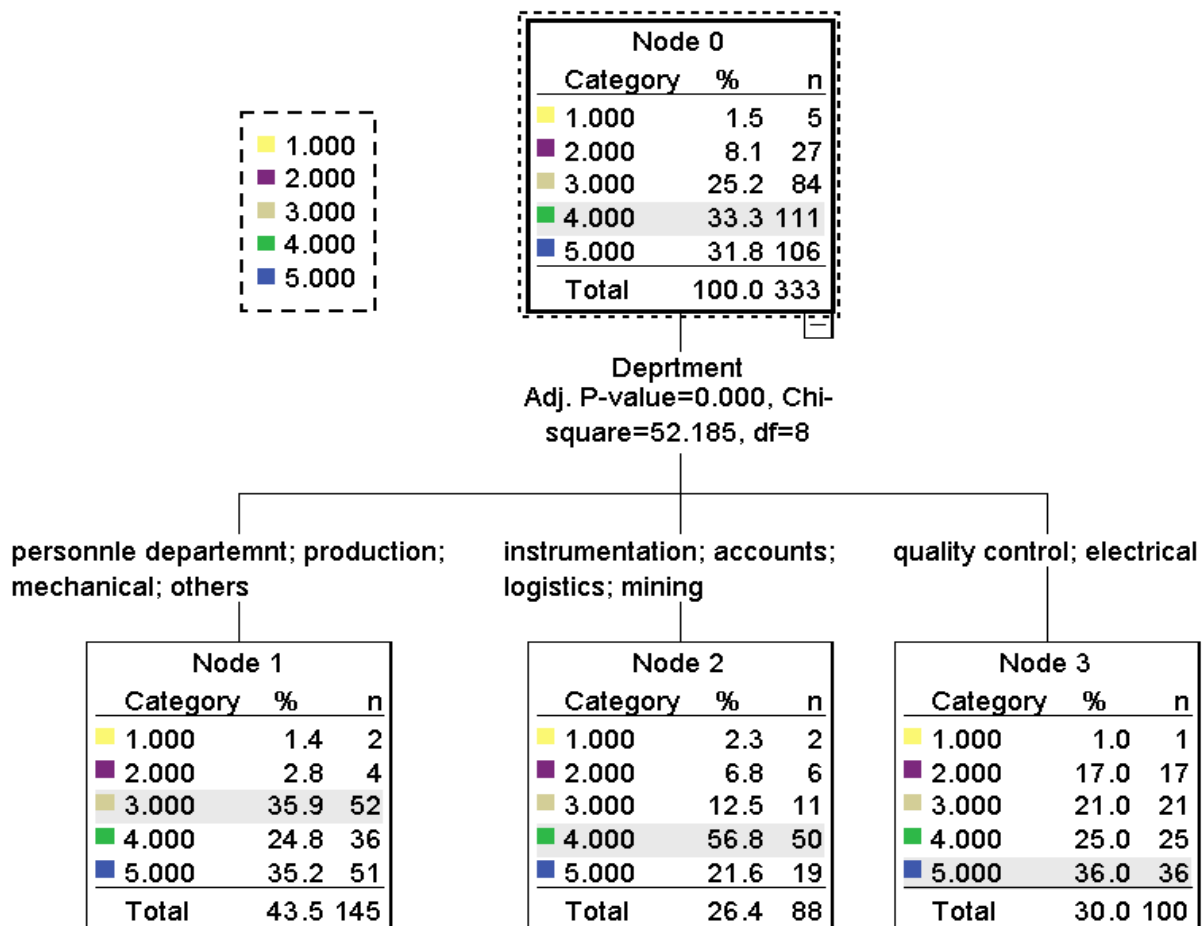 Node 0
Category % n
1.000 1.5 5
2.000 8.1 27
3.000 25.2 84
4.000 33.3 111
5.000 31.8 106
Total 100.0 333
1.000
2.000
3.000
4.000
5.000
Deprtment
Adj. P-value=0.000, Chi-
square=52.185, df=8
personnle departemnt; production;
mechanical; others
instrumentation; accounts;
logistics; mining
quality control; electrical
Node 1
Category % n
1.000 1.4 2
2.000 2.8 4
3.000 35.9 52
4.000 24.8 36
5.000 35.2 51
Total 43.5 145
Node 2
Category % n
1.000 2.3 2
2.000 6.8 6
3.000 12.5 11
4.000 56.8 50
5.000 21.6 19
Total 26.4 88
Node 3
Category % n
1.000 1.0 1
2.000 17.0 17
3.000 21.0 21
4.000 25.0 25
5.000 36.0 36
Total 30.0 100